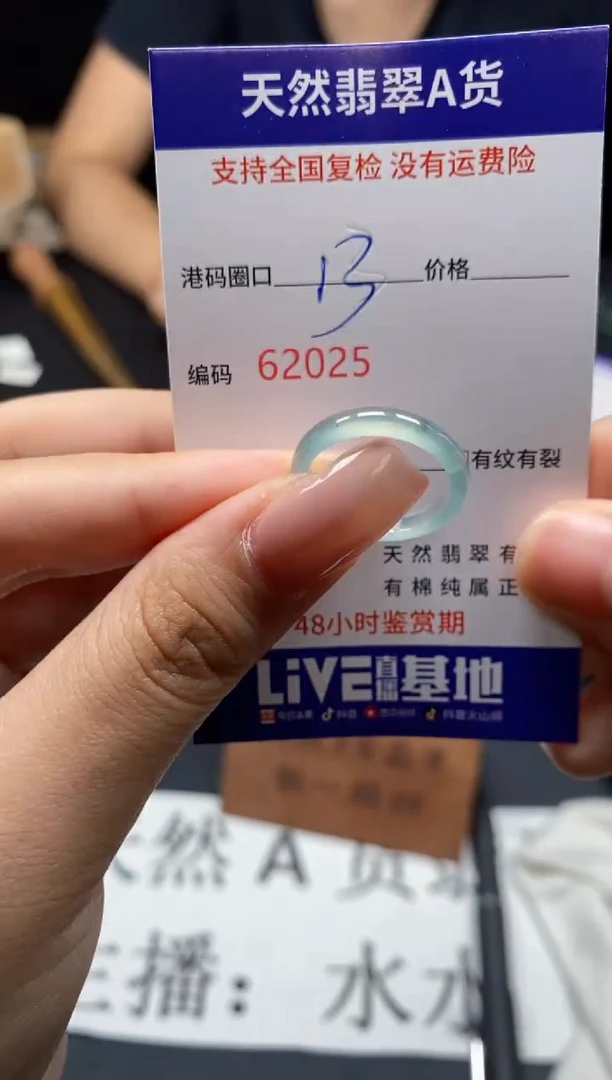 天然翡翠A货
支持全国复检 没有运费险
港码圈口 13 价格
编码 62025
有纹有裂
天然翡翠有
有棉纯属正
48小时鉴赏期
LiVE直播基地
然A货
主播：水水